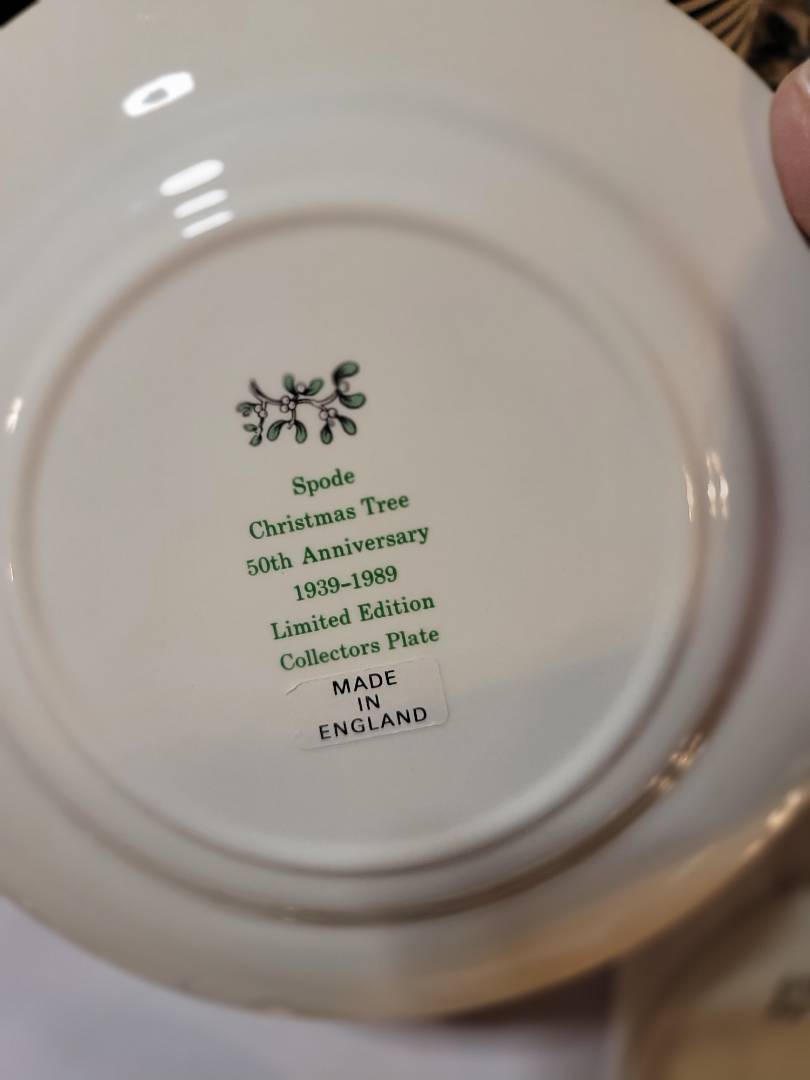 Spode
Christmas Tree
50th Anniversary
1939–1989
Limited Edition
Collectors Plate
MADE
IN
ENGLAND